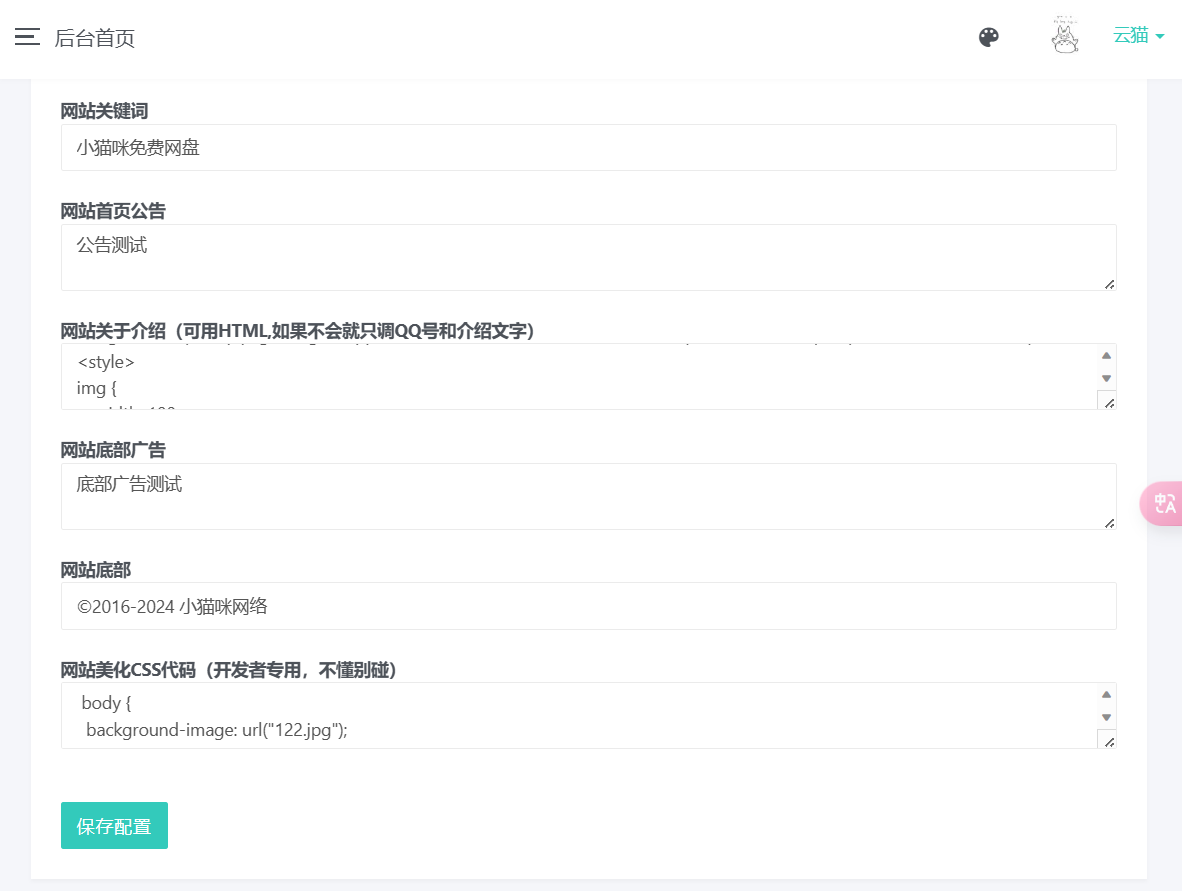 后台首页
云猫
网站关键词
小猫咪免费网盘
网站首页公告
公告测试
网站关于介绍（可用HTML,如果不会就只调QQ号和介绍文字）
<style>
img {
网站底部广告
底部广告测试
网站底部
©2016-2024 小猫咪网络
网站美化CSS代码（开发者专用，不懂别碰）
body {
background-image: url("122.jpg");
保存配置